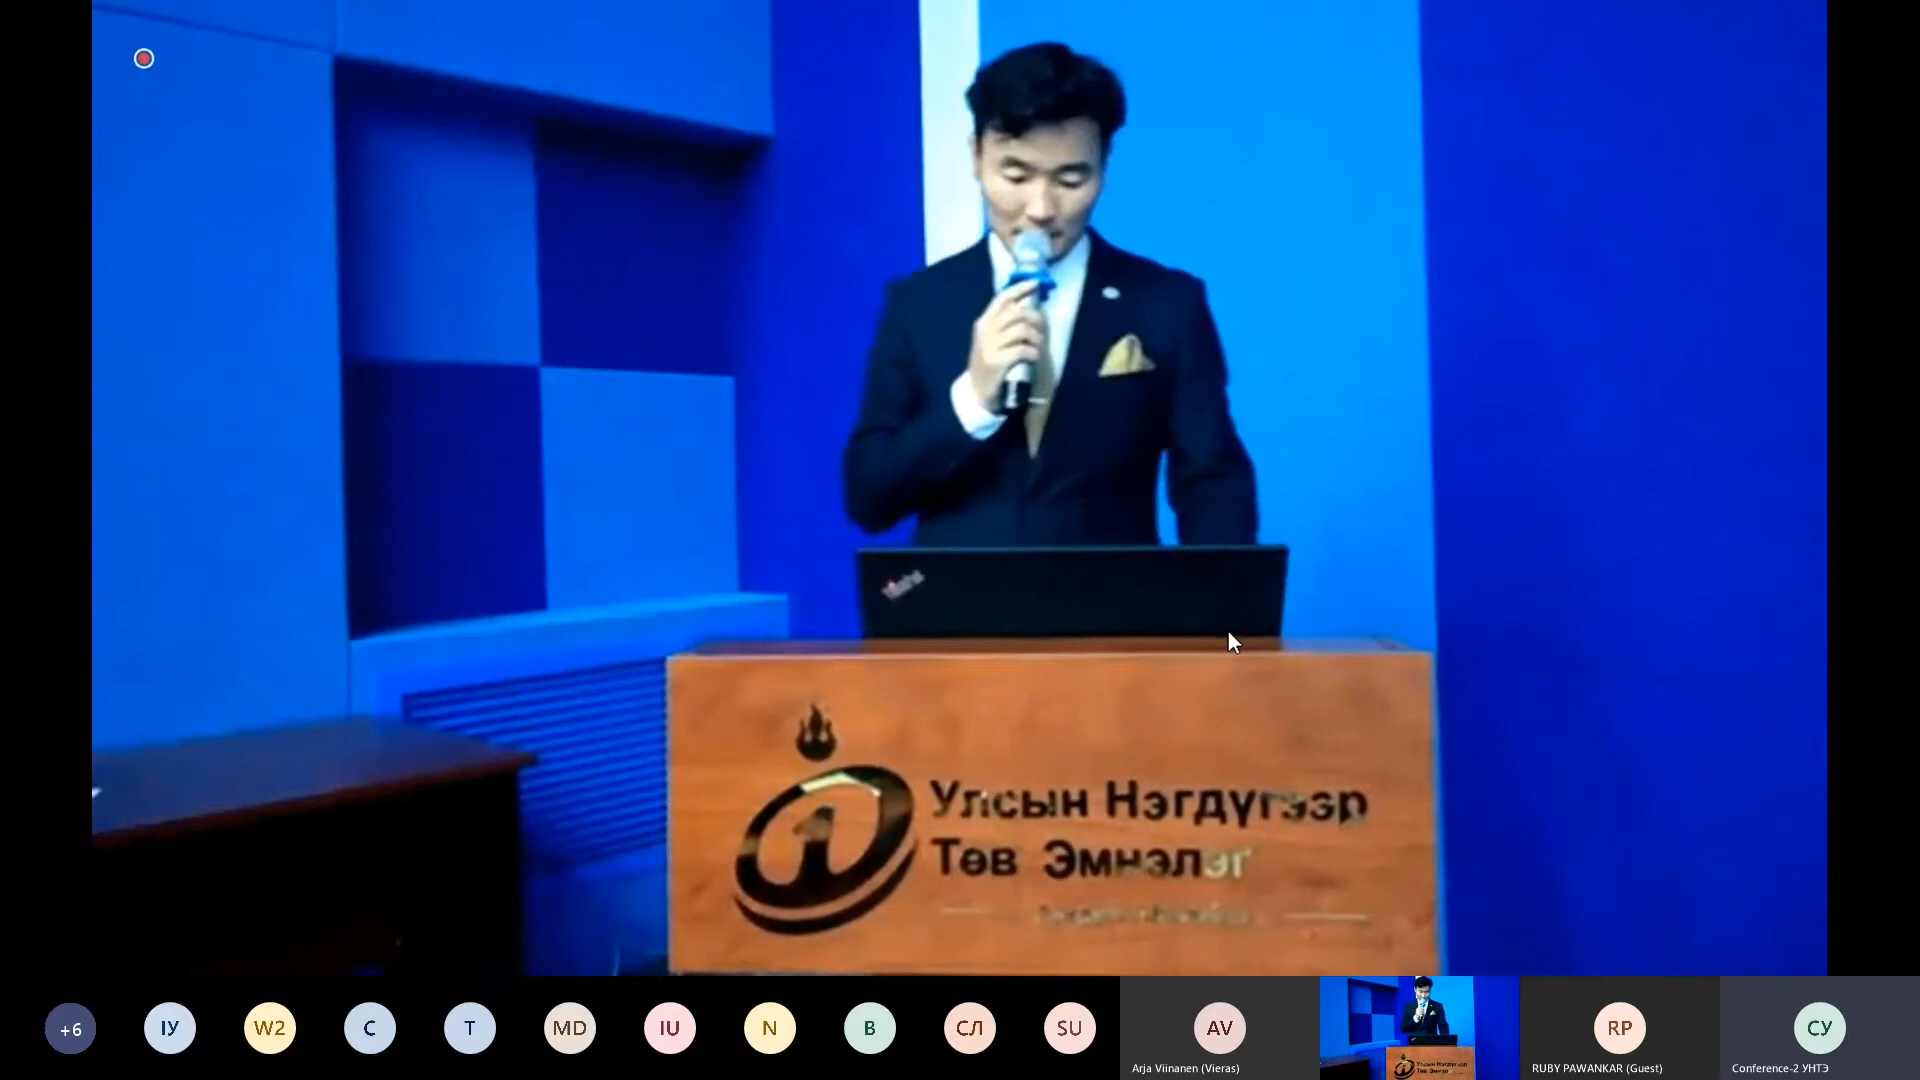 Улсын Нэгдүгээр
Төв Эмнэлэг
+6
ІУ
W2
C
T
MD
IU
N
B
СЛ
SU
AV
RP
СУ
Arja Viinanen (Vieras)
RUBY PAWANKAR (Guest)
Conference-2 УНТЭ